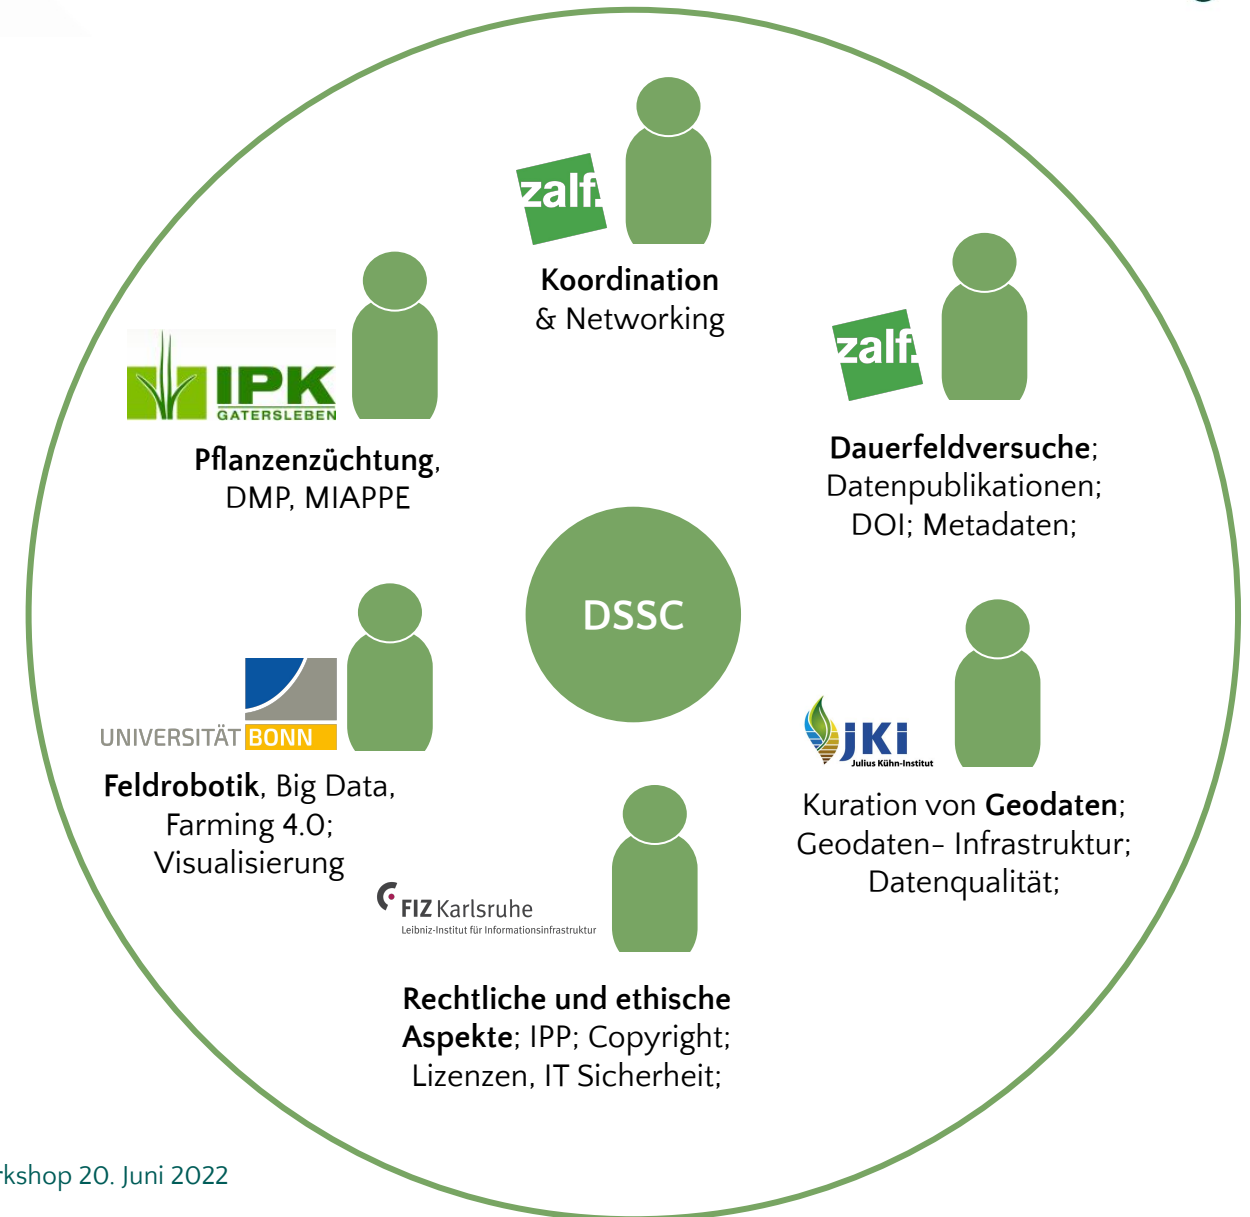 zalf.
Koordination
& Networking
IPK
GATERSLEBEN
Pflanzenzüchtung,
DMP, MIAPPE
zalf.
Dauerfeldversuche;
Datenpublikationen;
DOI; Metadaten;
DSSC
UNIVERSITÄT BONN
Feldrobotik, Big Data,
Farming 4.0;
Visualisierung
JKi
Julius Kühn-Institut
Kuration von Geodaten;
Geodaten- Infrastruktur;
Datenqualität;
FIZ Karlsruhe
Leibniz-Institut für Informationsinfrastruktur
Rechtliche und ethische
Aspekte; IPP; Copyright;
Lizenzen, IT Sicherheit;
rkshop 20. Juni 2022